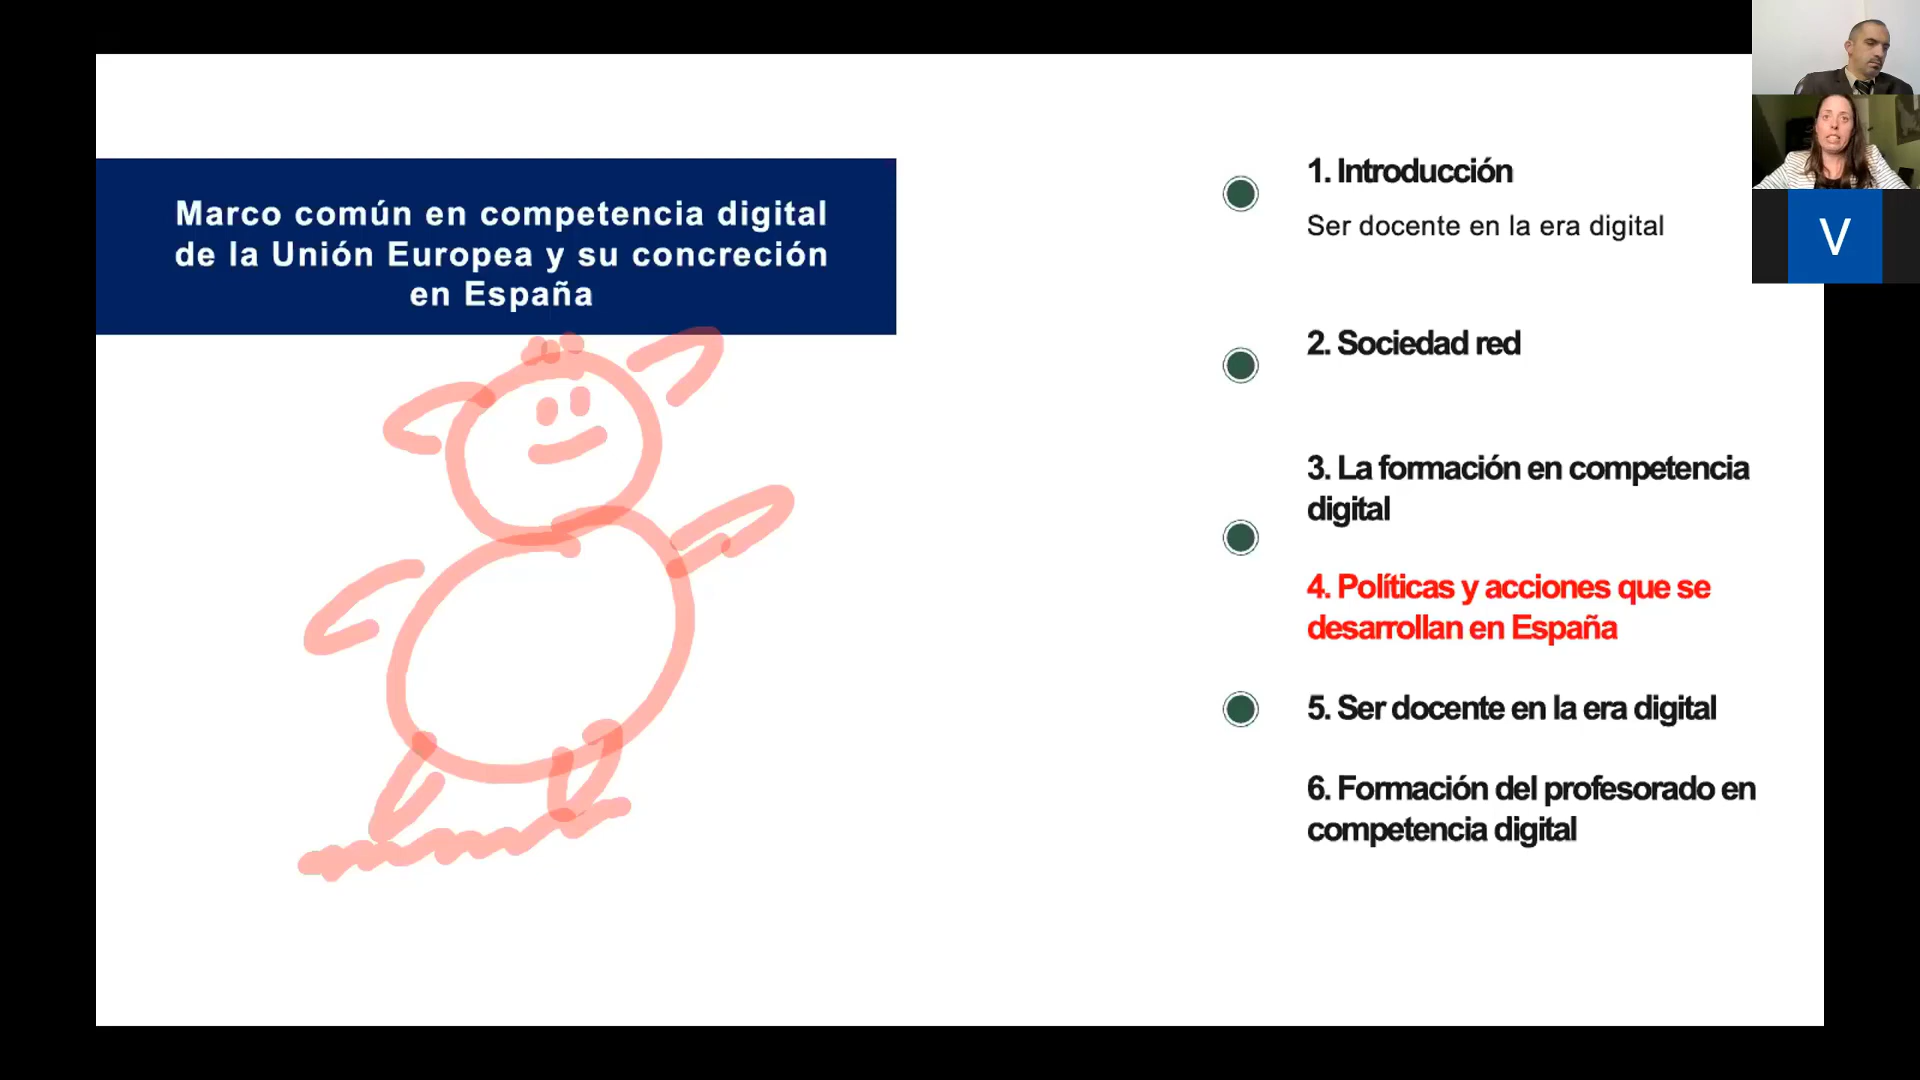 Marco común en competencia digital
de la Unión Europea y su concreción
en España
1. Introducción
Ser docente en la era digital
2. Sociedad red
3. La formación en competencia
digital
4. Políticas y acciones que se
desarrollan en España
5. Ser docente en la era digital
6. Formación del profesorado en
competencia digital
V